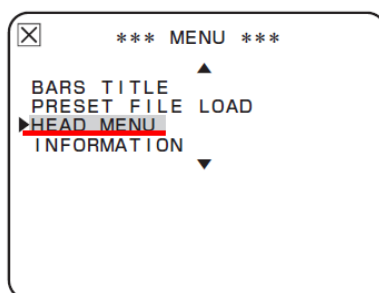 *** MENU ***
BARS TITLE
PRESET FILE LOAD
HEAD MENU
INFORMATION